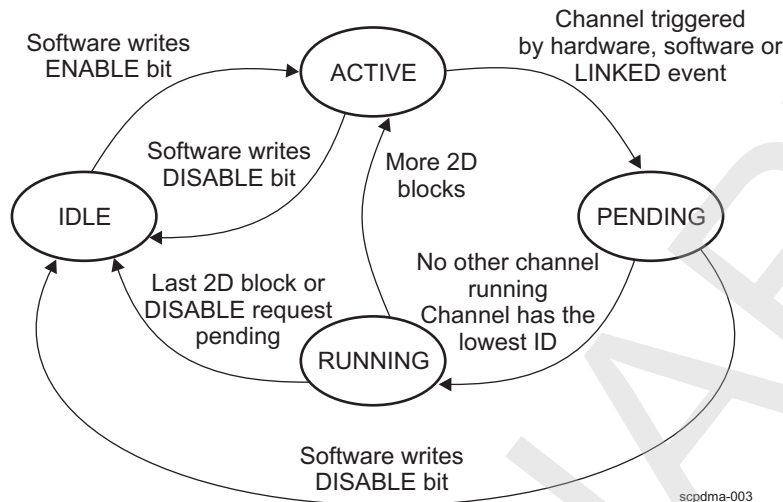 Software writes
ENABLE bit
ACTIVE
Channel triggered
by hardware, software or
LINKED event
Software writes
DISABLE bit
More 2D
blocks
IDLE
PENDING
Last 2D block or
DISABLE request
pending
No other channel
running
Channel has the
lowest ID
RUNNING
Software writes
DISABLE bit
scpdma-003